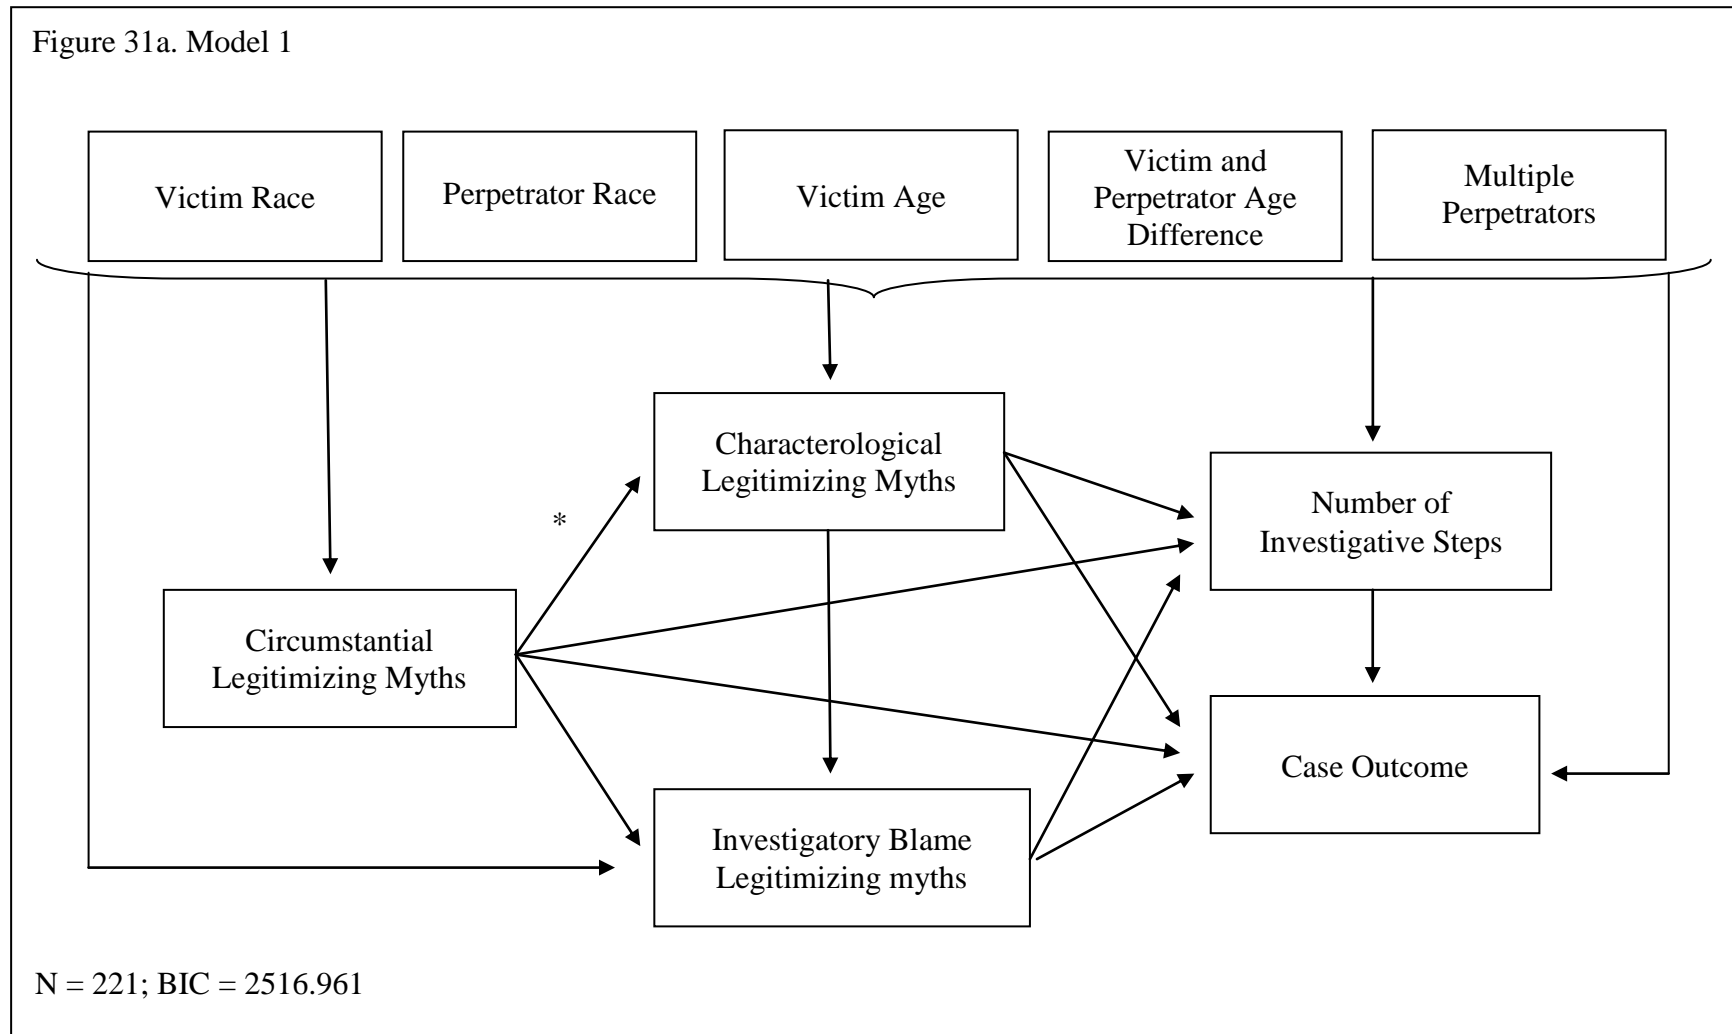 Figure 31a. Model 1
Victim Race
Perpetrator Race
Victim Age
Victim and
Perpetrator Age
Difference
Multiple
Perpetrators
Characterological
Legitimizing Myths
*
Number of
Investigative Steps
Circumstantial
Legitimizing Myths
Case Outcome
Investigatory Blame
Legitimizing myths
N = 221; BIC = 2516.961